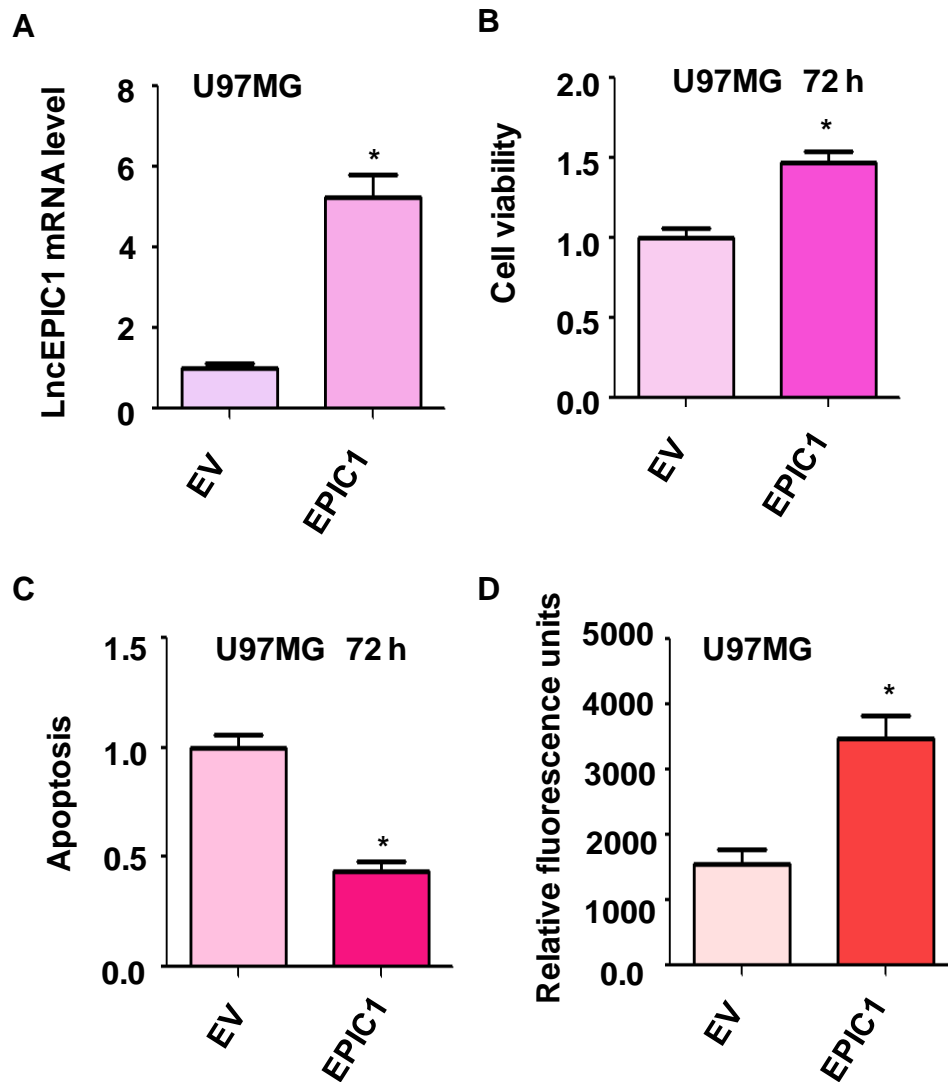 A
LncEPIC1 mRNA level
U97MG
8
6
4
2
0
*
EV
EPIC1
B
Cell viability
U97MG 72 h
2.0
1.5
1.0
0.5
0.0
*
EV
EPIC1
C
Apoptosis
U97MG 72 h
1.5
1.0
0.5
0.0
*
EV
EPIC1
D
Relative fluorescence units
U97MG
5000
4000
3000
2000
1000
0.0
*
EV
EPIC1